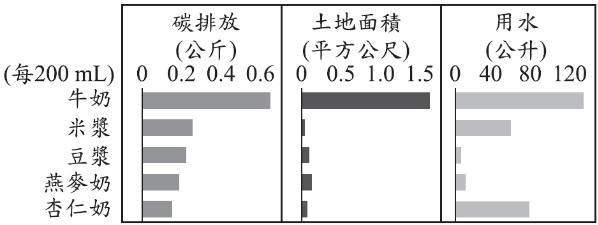 碳排放 土地面積 用水
(公斤) (平方公尺) (公升)
(每200 mL) 0 0.2 0.4 0.6 0 0.5 1.0 1.5 0 40 80 120
牛奶
米漿
豆漿
燕麥奶
杏仁奶